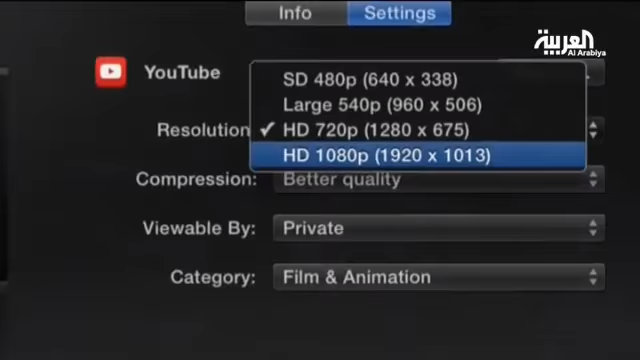 Info
Settings
العربية
Al Arabiya
YouTube
SD 480p (640 x 338)
Large 540p (960 x 506)
Resolution ✓ HD 720p (1280 x 675)
HD 1080p (1920 x 1013)
Compression: Better quality
Viewable By: Private
Category: Film & Animation